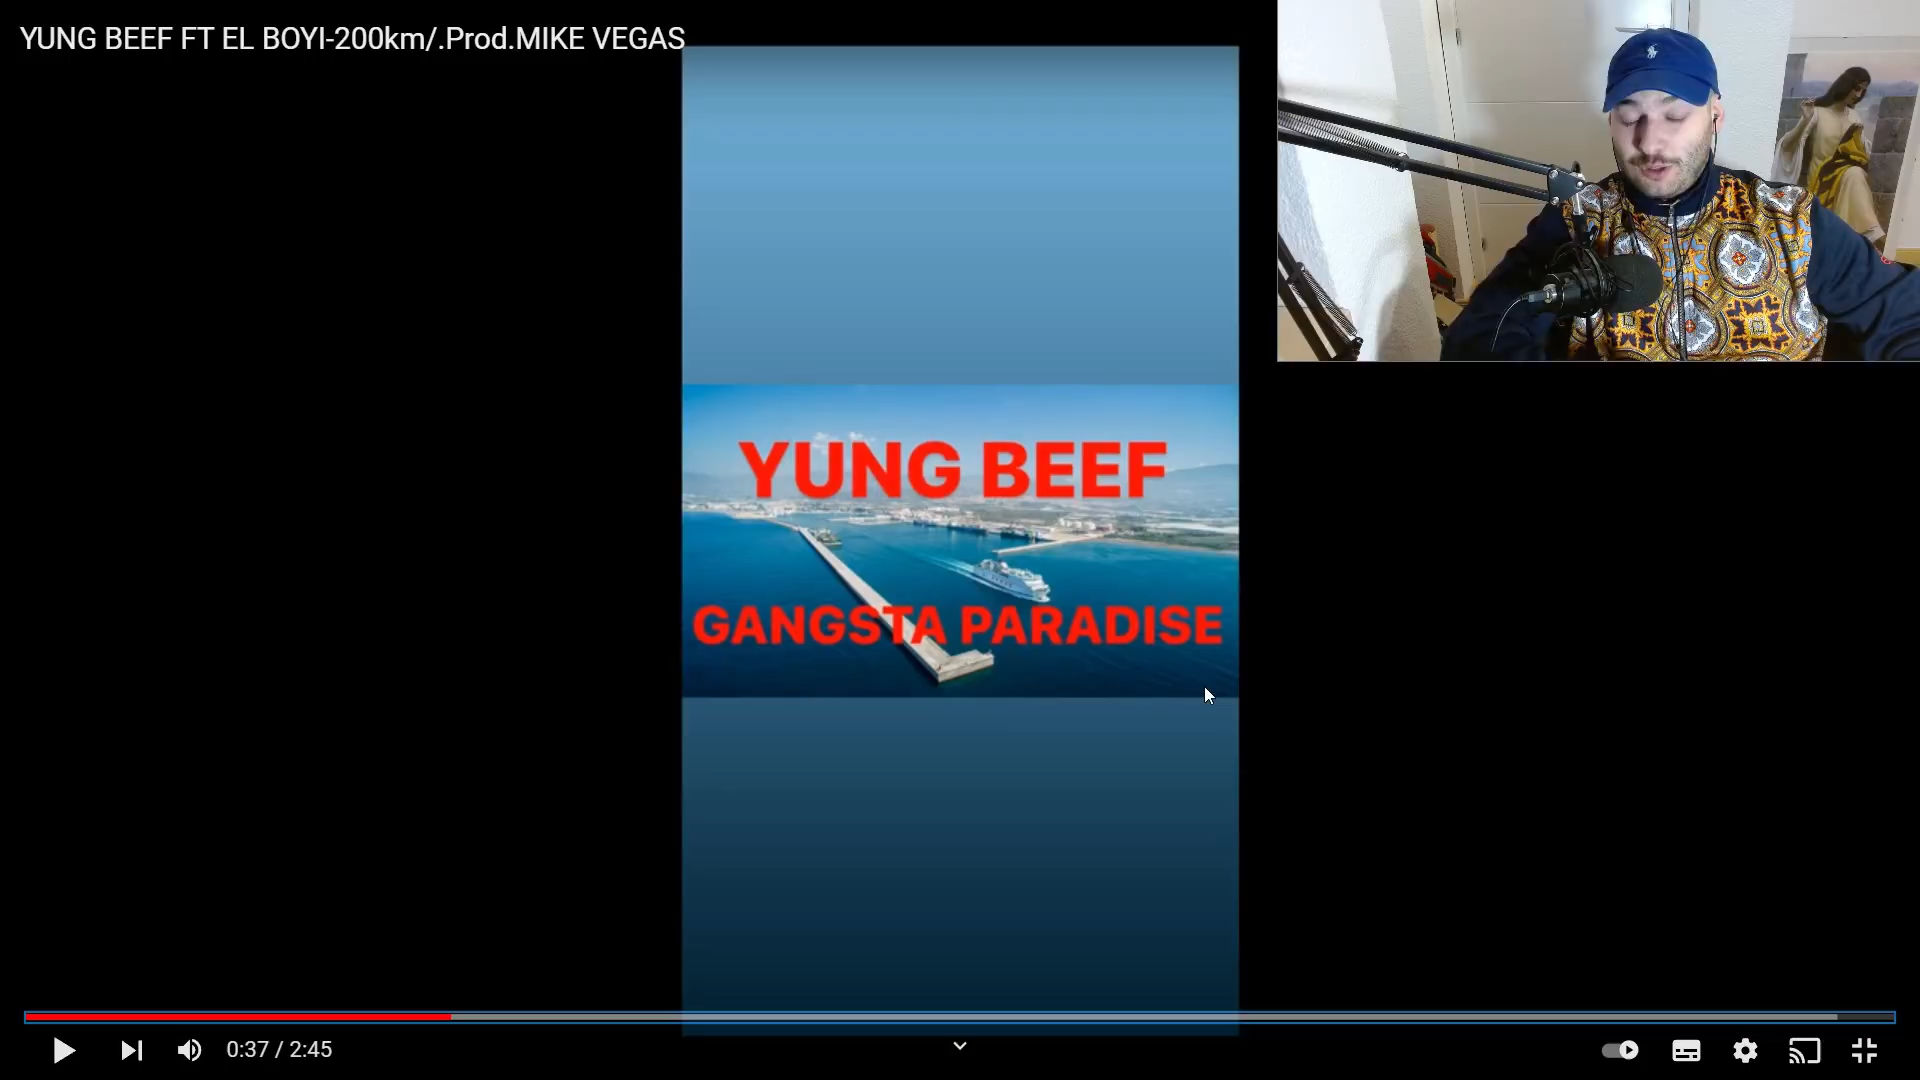 YUNG BEEF FT EL BOYI-200km/.Prod.MIKE VEGAS
YUNG BEEF
GANGSTA PARADISE
0:37 / 2:45